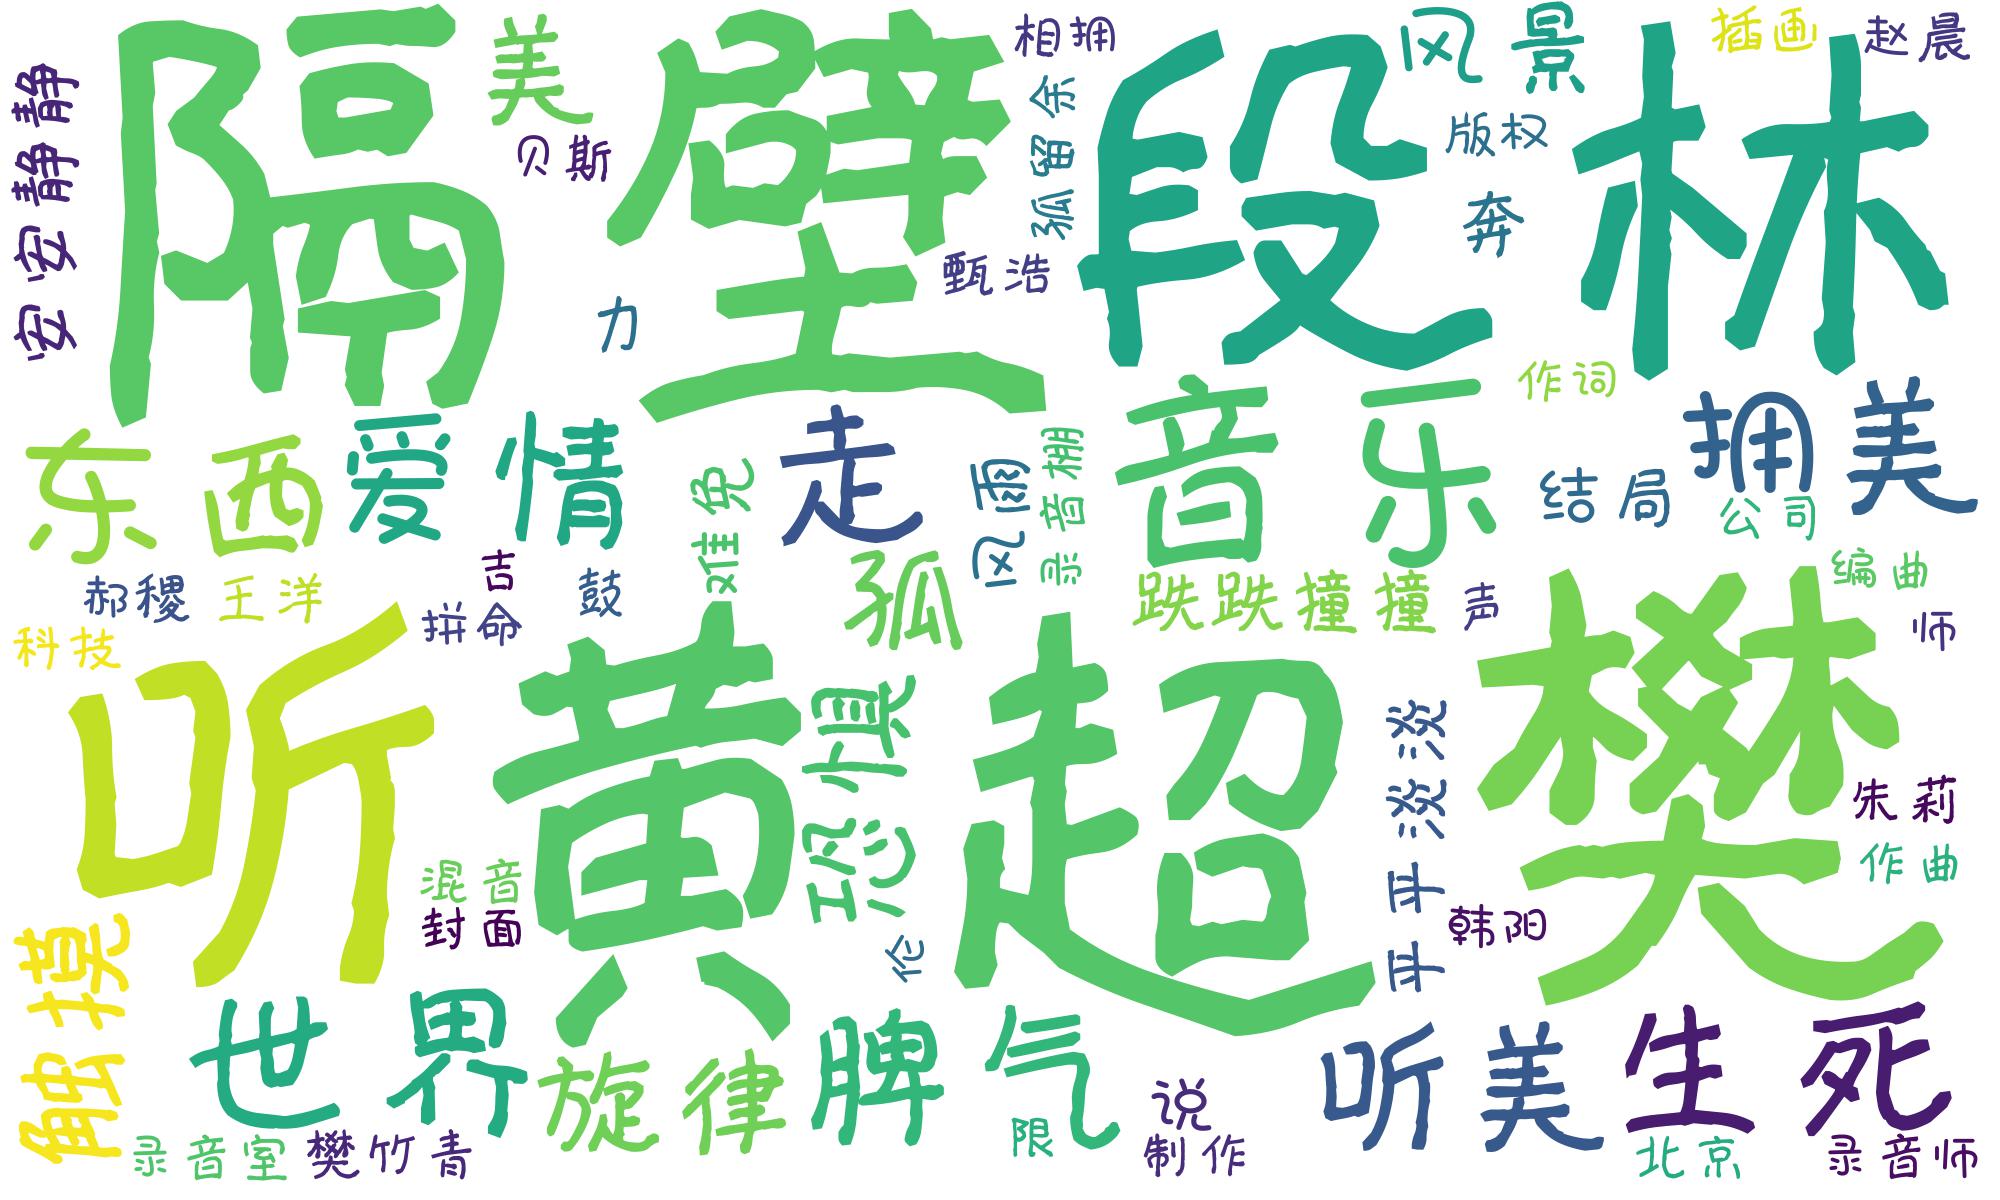 隔壁
段林
美
贝斯
相拥
孤留余
风景
插画
赵晨
版权
奔
安安静静
甄浩
力
作词
东西
爱情
走
难免
风雨
录音棚
音乐
结局
拥美
公司
郝稷
王洋
吉
拼命
鼓
孤
跌跌撞撞
声
编曲
师
科技
听
黄超
恐惧
平平淡淡
樊
朱莉
作曲
混音
封面
伦
韩阳
触摸
世界
旋律
脾气
限
说
制作
听美
生死
录音室
樊竹青
北京
录音师